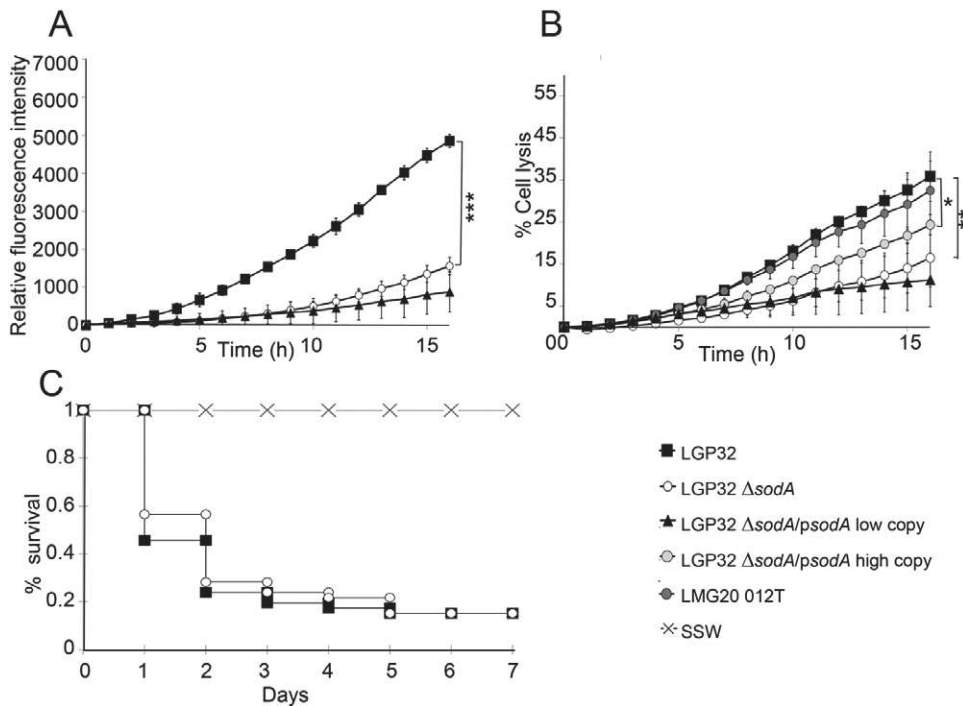 A
Relative fluorescence intensity
7000
6000
5000
4000
3000
2000
1000
0
0
5
10
15
Time (h)
***
B
% Cell lysis
55
45
35
25
15
5
00
5
10
15
Time (h)
*
**
C
% survival
1
0.8
0.6
0.4
0.2
0
0
1
2
3
4
5
6
7
Days
LGP32
LGP32 ΔsodA
LGP32 ΔsodA/psodA low copy
LGP32 ΔsodA/psodA high copy
LMG20 012T
SSW